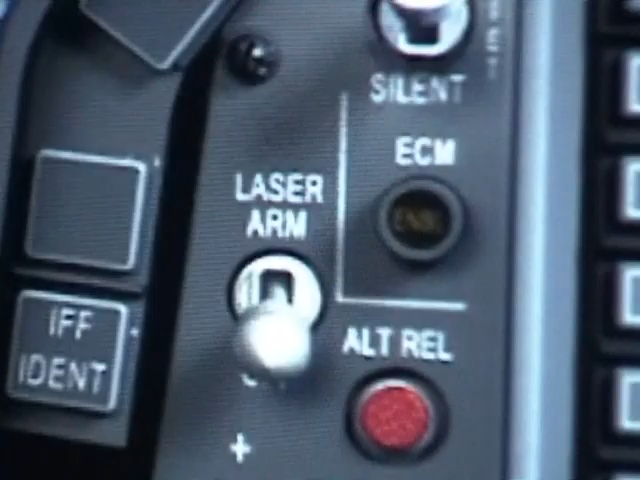 SILENT
ECM
LASER
ARM
IFF
IDENT
ALT REL